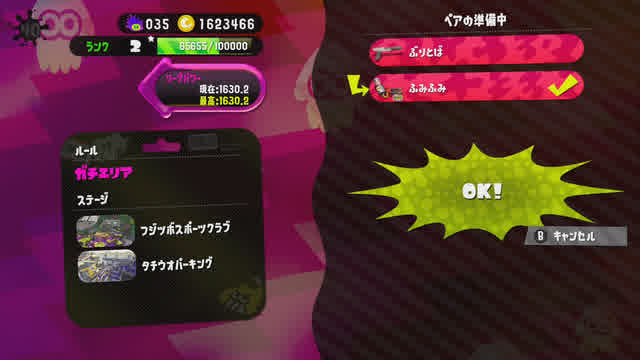 035
1623466
ランク
2
85655/100000
リーグパワー
現在:1630.2
最高:1630.2
ルール
ガチエリア
ステージ
フジツボスポーツクラブ
タチウオパーキング
ペアの準備中
ぷりとぱ
ふみふみ
OK!
B キャンセル